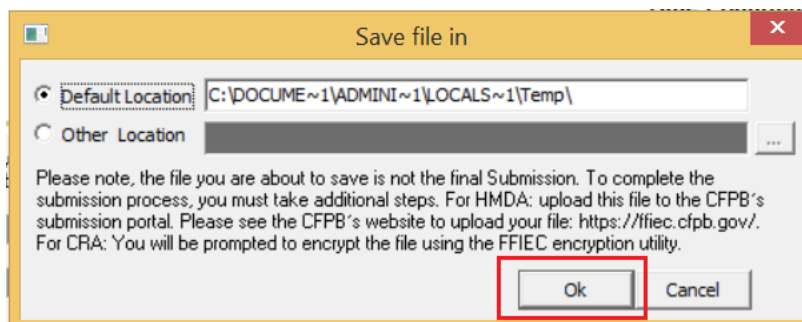 Save file in
x
Default Location C:\DOCUME~1\ADMINI~1\LOCALS~1\Temp\
Other Location ...
Please note, the file you are about to save is not the final Submission. To complete the
submission process, you must take additional steps. For HMDA: upload this file to the CFPB´s
submission portal. Please see the CFPB´s website to upload your file: https://ffiec.cfpb.gov/.
For CRA: You will be prompted to encrypt the file using the FFIEC encryption utility.
Ok Cancel